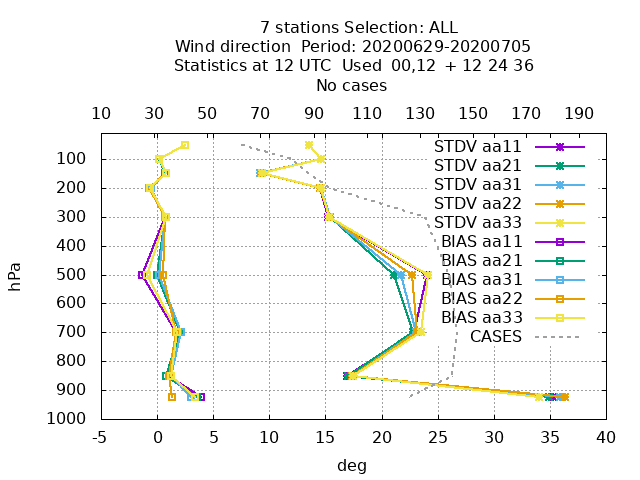 7 stations Selection: ALL
Wind direction  Period: 20200629-20200705
Statistics at 12 UTC  Used  00,12  + 12 24 36
No cases
10 30 50 70 90 110 130 150 170 190
hPa
100
200
300
400
500
600
700
800
900
1000
STDV aa11
STDV aa21
STDV aa31
STDV aa22
STDV aa33
BIAS aa11
BIAS aa21
BIAS aa31
BIAS aa22
BIAS aa33
CASES
-5 0 5 10 15 20 25 30 35 40
deg